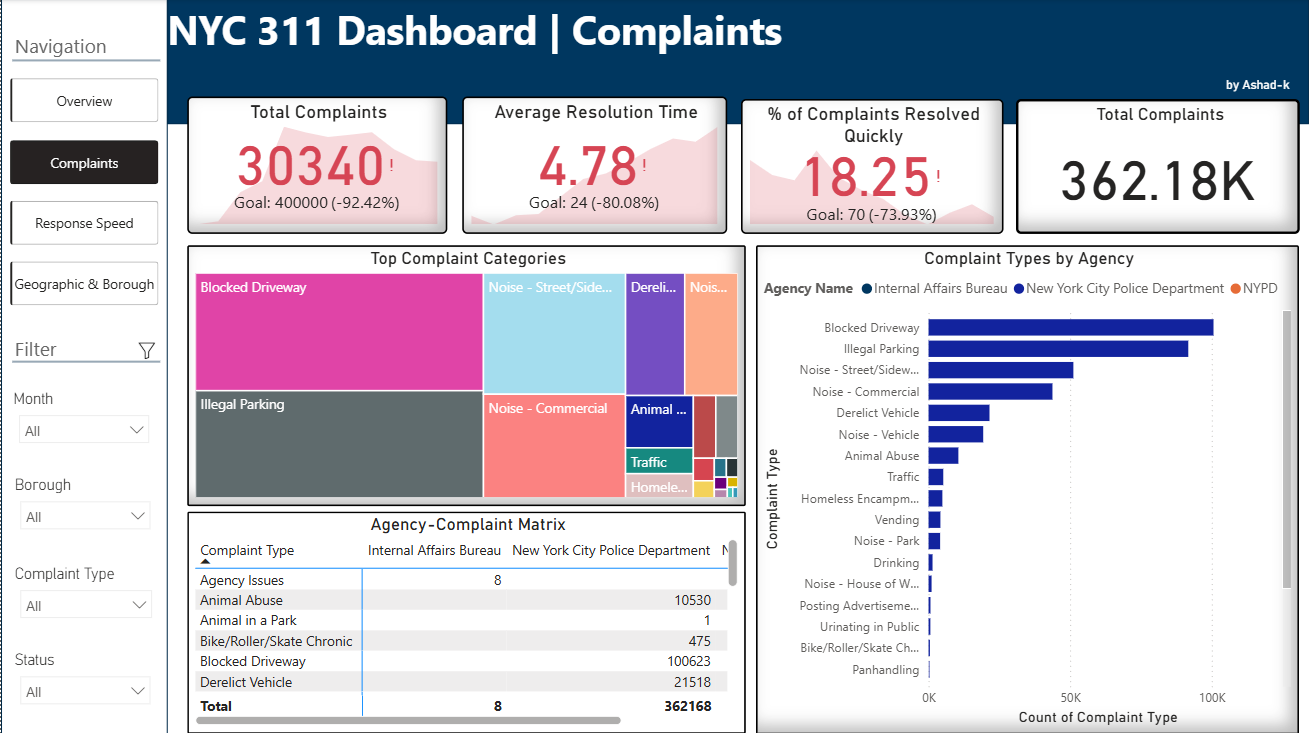 NYC 311 Dashboard | Complaints
by Ashad-k
Navigation
Overview
Complaints
Response Speed
Geographic & Borough
Filter
Month
All
Borough
All
Complaint Type
All
Status
All
Total Complaints
30340!
Goal: 400000 (-92.42%)
Average Resolution Time
4.78!
Goal: 24 (-80.08%)
% of Complaints Resolved
Quickly
18.25!
Goal: 70 (-73.93%)
Total Complaints
362.18K
Top Complaint Categories
Blocked Driveway
Illegal Parking
Noise - Street/Side...
Noise - Commercial
Dereli...
Nois...
Animal ...
Traffic
Homele...
Agency-Complaint Matrix
Complaint Type Internal Affairs Bureau New York City Police Department N
Agency Issues 8
Animal Abuse 10530
Animal in a Park 1
Bike/Roller/Skate Chronic 475
Blocked Driveway 100623
Derelict Vehicle 21518
Total 8 362168
Complaint Types by Agency
Agency Name Internal Affairs Bureau New York City Police Department NYPD
Complaint Type
Blocked Driveway
Illegal Parking
Noise - Street/Sidew...
Noise - Commercial
Derelict Vehicle
Noise - Vehicle
Animal Abuse
Traffic
Homeless Encampm...
Vending
Noise - Park
Drinking
Noise - House of W...
Posting Advertiseme...
Urinating in Public
Bike/Roller/Skate Ch...
Panhandling
0K 50K 100K
Count of Complaint Type